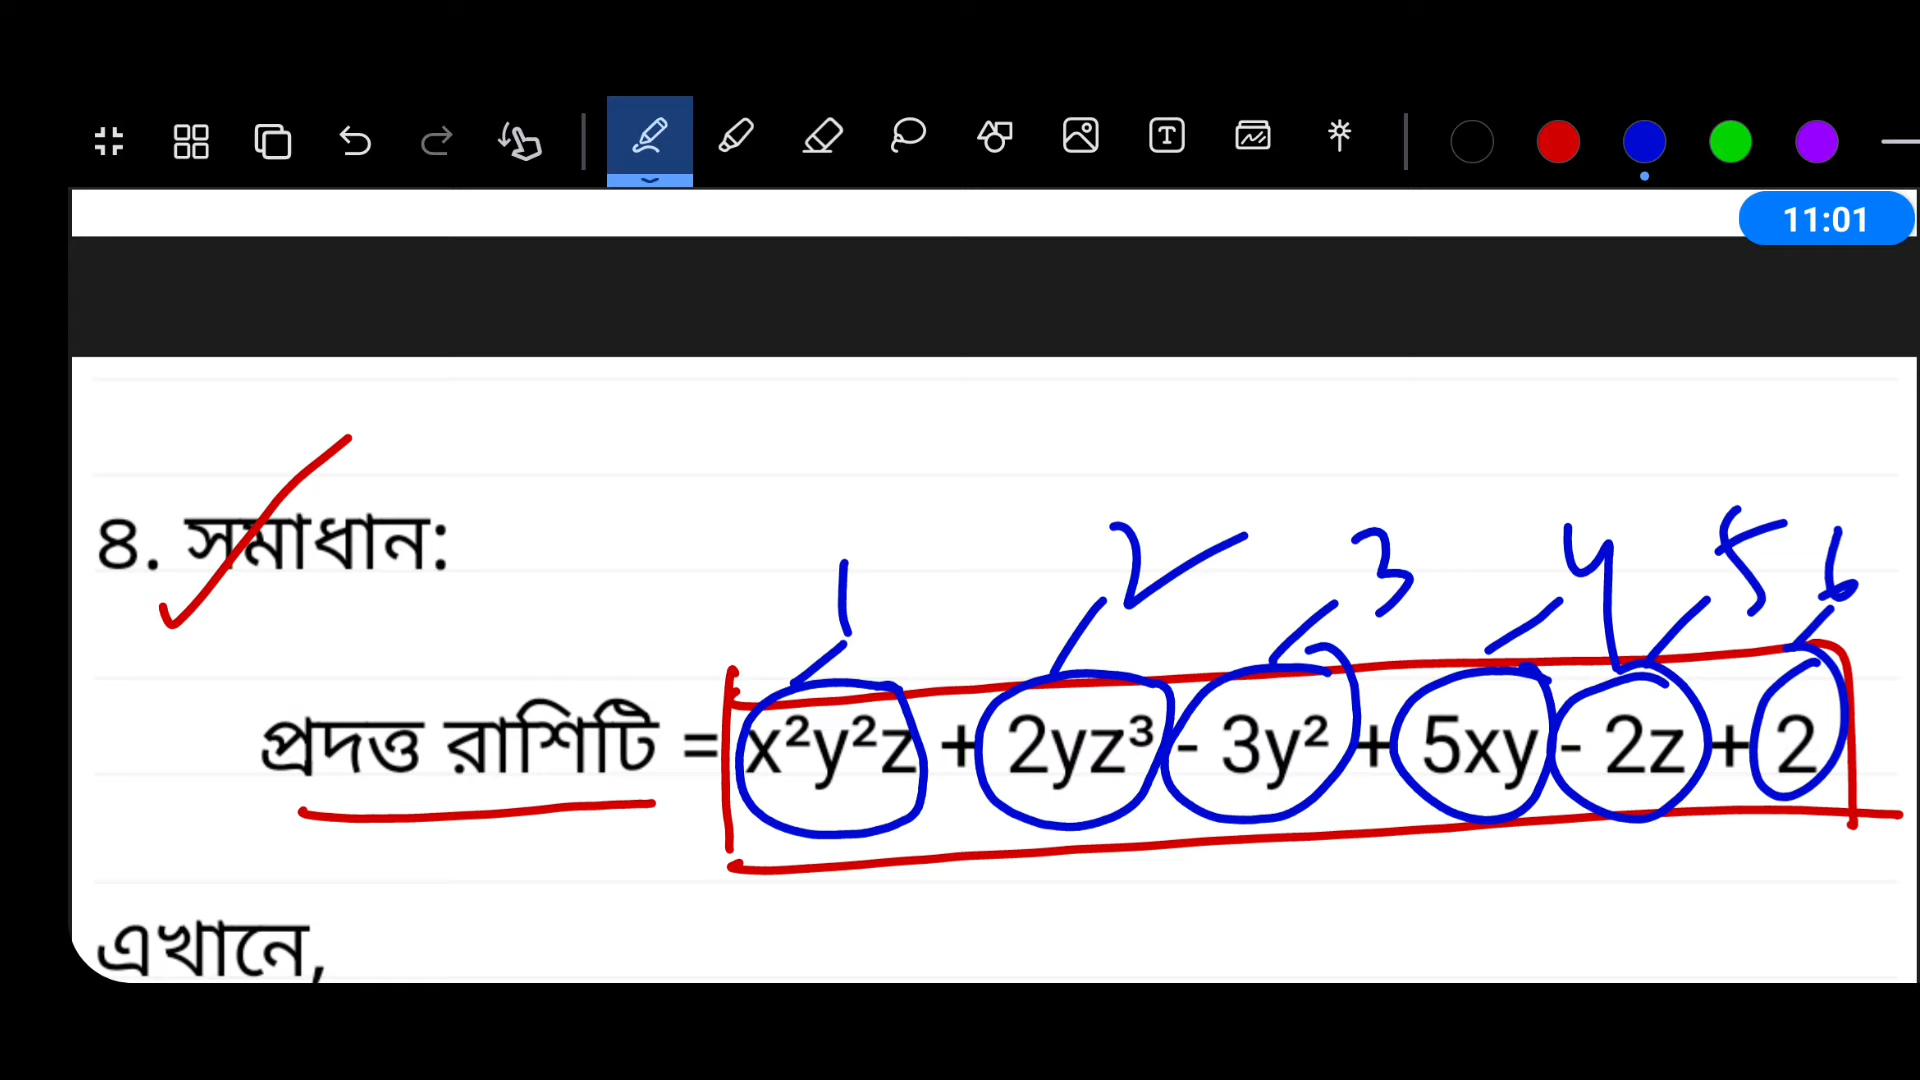 11:01
৪. সমাধান:
1 2 3 4 5 6
প্রদত্ত রাশিটি = x²y²z + 2yz³ - 3y² + 5xy - 2z + 2
এখানে,